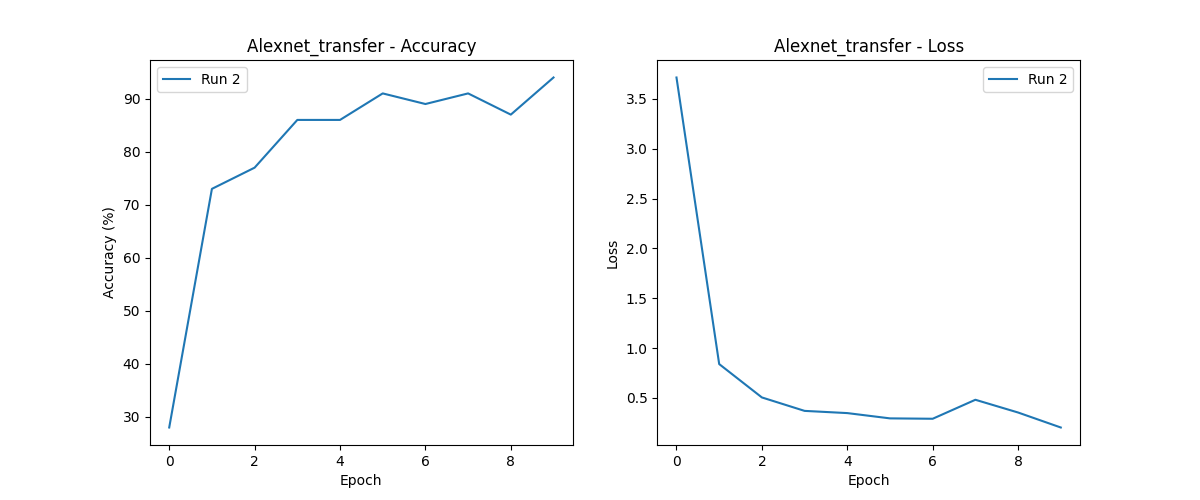 Alexnet_transfer - Accuracy
Run 2
90
80
70
60
50
40
30
Accuracy (%)
0 2 4 6 8
Epoch
Alexnet_transfer - Loss
Run 2
3.5
3.0
2.5
2.0
1.5
1.0
0.5
Loss
0 2 4 6 8
Epoch